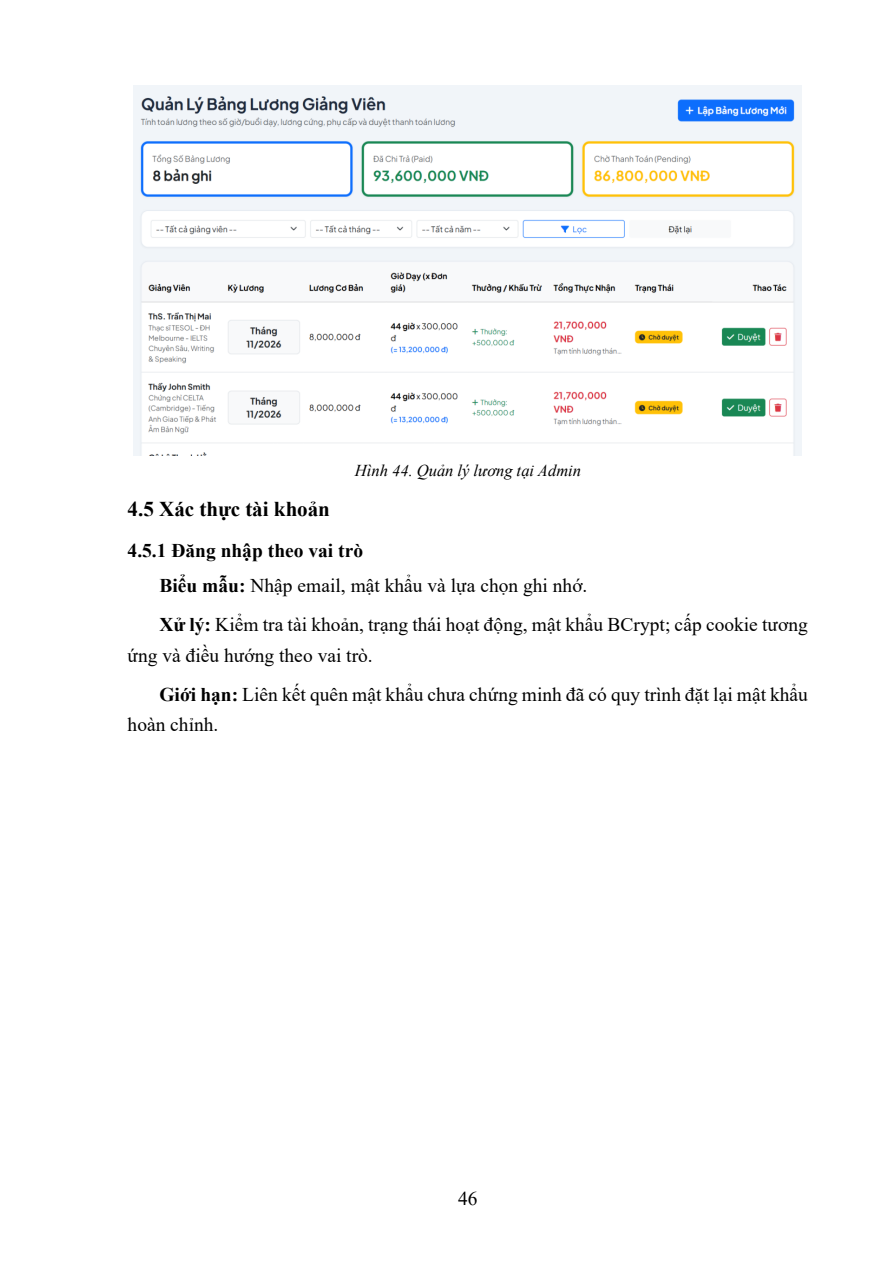 Quản Lý Bảng Lương Giảng Viên
Tính toán lương theo số giờ/buổi dạy, lương cứng, phụ cấp và duyệt thanh toán lương
+ Lập Bảng Lương Mới
Tổng Số Bảng Lương
8 bản ghi
Đã Chi Trả (Paid)
93,600,000 VNĐ
Chờ Thanh Toán (Pending)
86,800,000 VNĐ
-- Tất cả giảng viên --
-- Tất cả tháng --
-- Tất cả năm --
Lọc
Đặt lại
Giảng Viên
Kỳ Lương
Lương Cơ Bản
Giờ Dạy (x Đơn
giá)
Thưởng / Khấu Trừ
Tổng Thực Nhận
Trạng Thái
Thao Tác
ThS. Trần Thị Mai
Thạc sĩ TESOL - ĐH
Melbourne - IELTS
Chuyên Sâu, Writing
& Speaking
Tháng
11/2026
8,000,000 đ
44 giờ x 300,000
đ
(= 13,200,000 đ)
+ Thưởng:
+500,000 đ
21,700,000
VNĐ
Tạm tính lương thán...
Chờ duyệt
Duyệt
Thầy John Smith
Chứng chỉ CELTA
(Cambridge) - Tiếng
Anh Giao Tiếp & Phát
Âm Bản Ngữ
Tháng
11/2026
8,000,000 đ
44 giờ x 300,000
đ
(= 13,200,000 đ)
+ Thưởng:
+500,000 đ
21,700,000
VNĐ
Tạm tính lương thán...
Chờ duyệt
Duyệt
Hình 44. Quản lý lương tại Admin
4.5 Xác thực tài khoản
4.5.1 Đăng nhập theo vai trò
Biểu mẫu: Nhập email, mật khẩu và lựa chọn ghi nhớ.
Xử lý: Kiểm tra tài khoản, trạng thái hoạt động, mật khẩu BCrypt; cấp cookie tương
ứng và điều hướng theo vai trò.
Giới hạn: Liên kết quên mật khẩu chưa chứng minh đã có quy trình đặt lại mật khẩu
hoàn chỉnh.
46